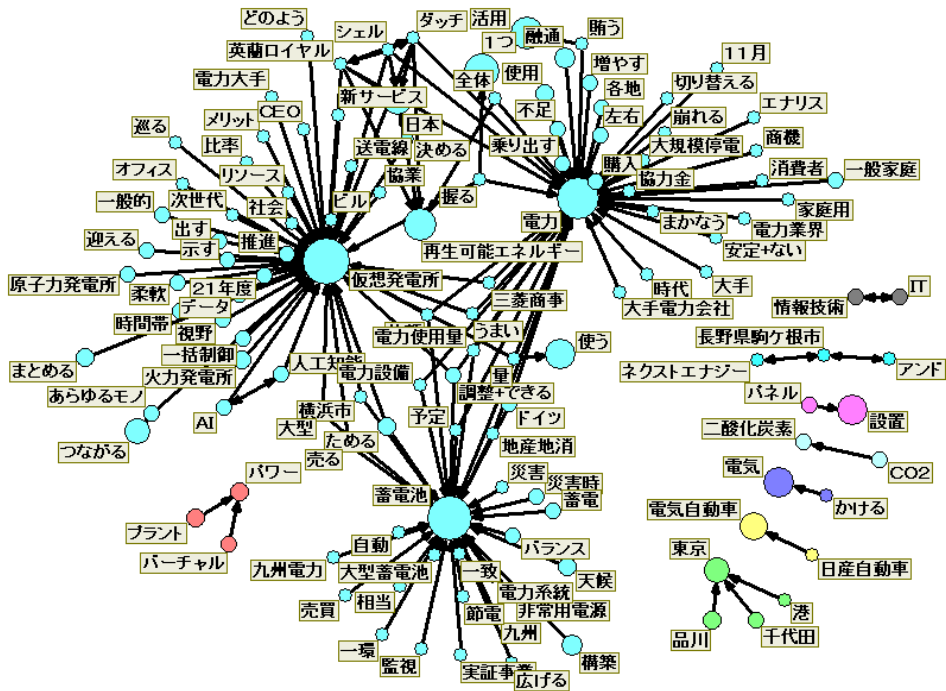 どのよう
シェル
ダッチ
活用
英蘭ロイヤル
1つ
融通
賄う
11月
電力大手
全体
使用
増やす
切り替える
メリット
CEO
新サービス
不足
各地
エナリス
巡る
日本
左右
崩れる
比率
送電線
決める
乗り出す
大規模停電
商機
オフィス
リソース
協業
握る
購入
協力金
消費者
一般家庭
一般的
次世代
社会
ビル
電力
まかなう
家庭用
出す
推進
電力業界
迎える
示す
再生可能エネルギー
安定+ない
原子力発電所
柔軟
21年度
仮想発電所
時代
大手
データ
三菱商事
大手電力会社
IT
情報技術
時間帯
視野
電力使用量
うまい
使う
長野県駒ケ根市
まとめる
一括制御
人工知能
量
ネクストエナジー
アンド
火力発電所
電力設備
調整+できる
あらゆるモノ
横浜市
予定
ドイツ
パネル
設置
AI
大型
ためる
地産地消
二酸化炭素
つながる
売る
CO2
パワー
蓄電池
災害
災害時
電気
蓄電
かける
プラント
電気自動車
バーチャル
自動
バランス
東京
日産自動車
九州電力
大型蓄電池
一致
天候
電力系統
売買
相当
節電
非常用電源
港
九州
品川
千代田
一環
監視
構築
実証事業
広げる